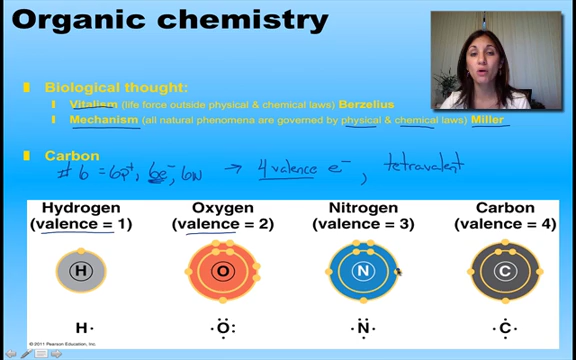 Organic chemistry
Biological thought:
Vitalism (life force outside physical & chemical laws) Berzelius
Mechanism (all natural phenomena are governed by physical & chemical laws) Miller
Carbon
# 6 = 6p+, 6e-, 6N → 4 valence e-, tetravalent
Hydrogen (valence = 1)
Oxygen (valence = 2)
Nitrogen (valence = 3)
Carbon (valence = 4)
H O N C
H· ·Ö: ·N̈· ·Ċ·
© 2011 Pearson Education, Inc.